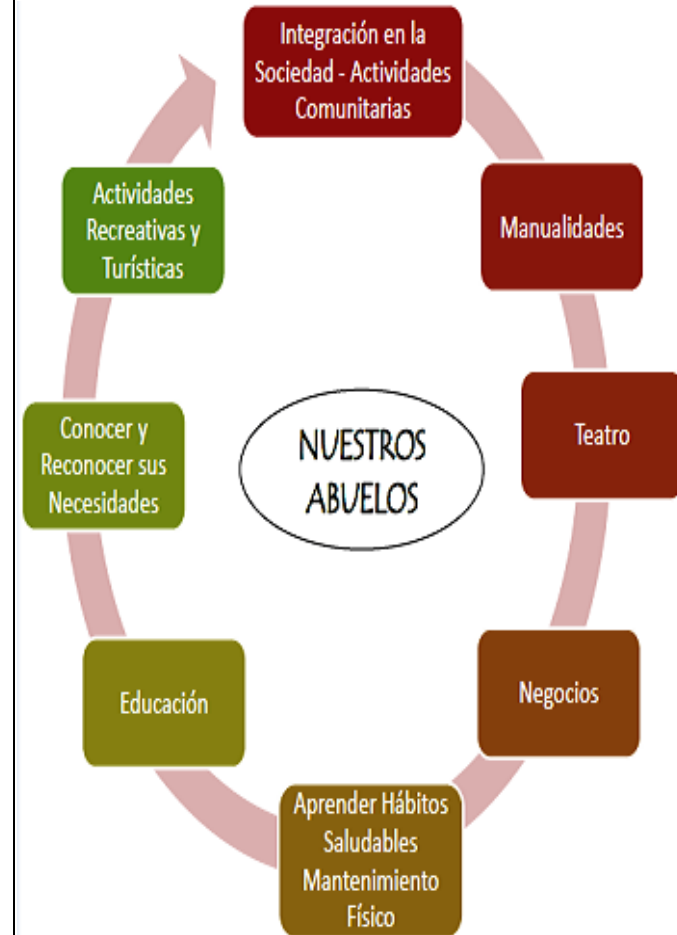 Integración en la
Sociedad - Actividades
Comunitarias
Manualidades
Teatro
Negocios
Aprender Hábitos
Saludables
Mantenimiento
Físico
Educación
Conocer y
Reconocer sus
Necesidades
Actividades
Recreativas y
Turísticas
NUESTROS
ABUELOS